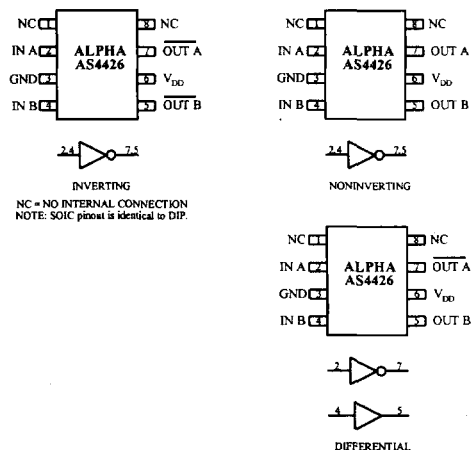 NC 1 8 NC
IN A 2 ALPHA 7 OUT A
GND 3 AS4426 6 VDD
IN B 4 5 OUT B
2,4 7,5
INVERTING
NC = NO INTERNAL CONNECTION
NOTE: SOIC pinout is identical to DIP.
NC 1 8 NC
IN A 2 ALPHA 7 OUT A
GND 3 AS4426 6 VDD
IN B 4 5 OUT B
2,4 7,5
NONINVERTING
NC 1 8 NC
IN A 2 ALPHA 7 OUT A
GND 3 AS4426 6 VDD
IN B 4 5 OUT B
2 7
4 5
DIFFERENTIAL